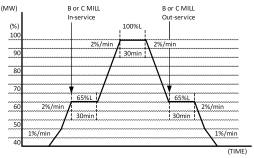 (MW)
B or C MILL
In-service
B or C MILL
Out-service
100%L
100
(%)
90
80
70
60
50
40
2%/min
2%/min
30min
65%L
65%L
2%/min
2%/min
30min
30min
1%/min
1%/min
(TIME)